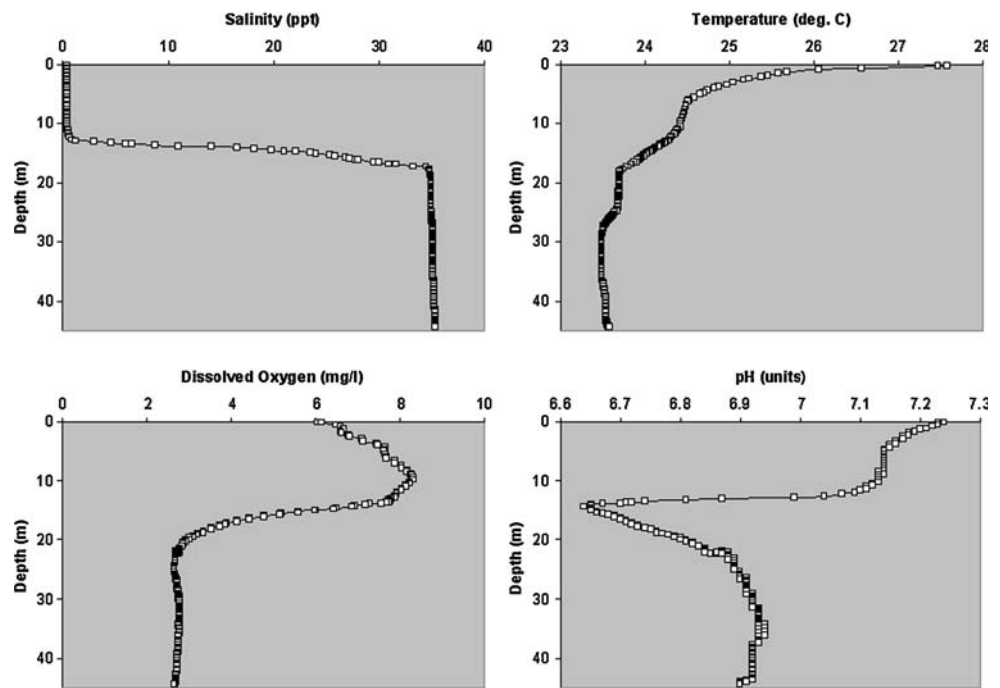 Salinity (ppt)
0 10 20 30 40
0
10
20
30
40
Depth (m)
Temperature (deg. C)
23 24 25 26 27 28
0
10
20
30
40
Depth (m)
Dissolved Oxygen (mg/l)
0 2 4 6 8 10
0
10
20
30
40
Depth (m)
pH (units)
6.6 6.7 6.8 6.9 7 7.1 7.2 7.3
0
10
20
30
40
Depth (m)